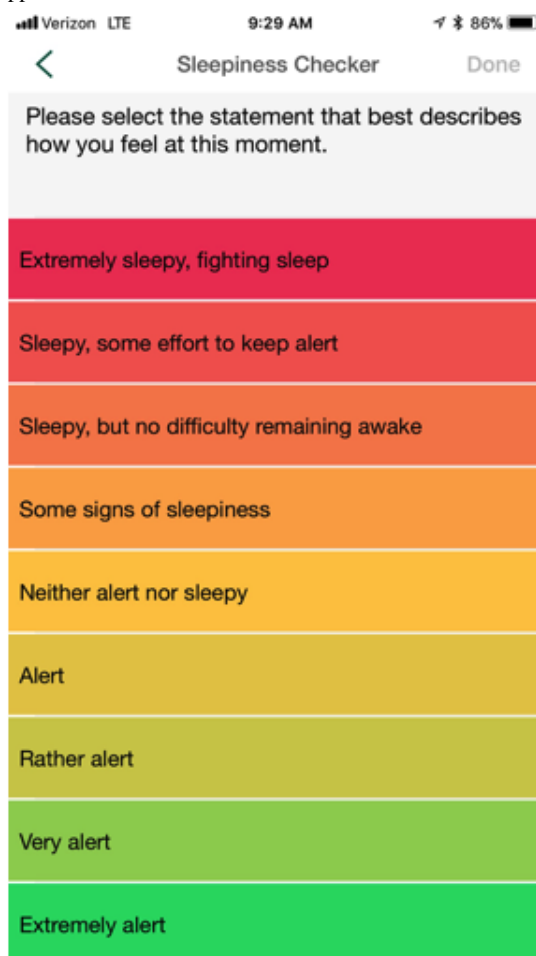 Verizon LTE 9:29 AM 86%
Sleepiness Checker Done
Please select the statement that best describes
how you feel at this moment.
Extremely sleepy, fighting sleep
Sleepy, some effort to keep alert
Sleepy, but no difficulty remaining awake
Some signs of sleepiness
Neither alert nor sleepy
Alert
Rather alert
Very alert
Extremely alert